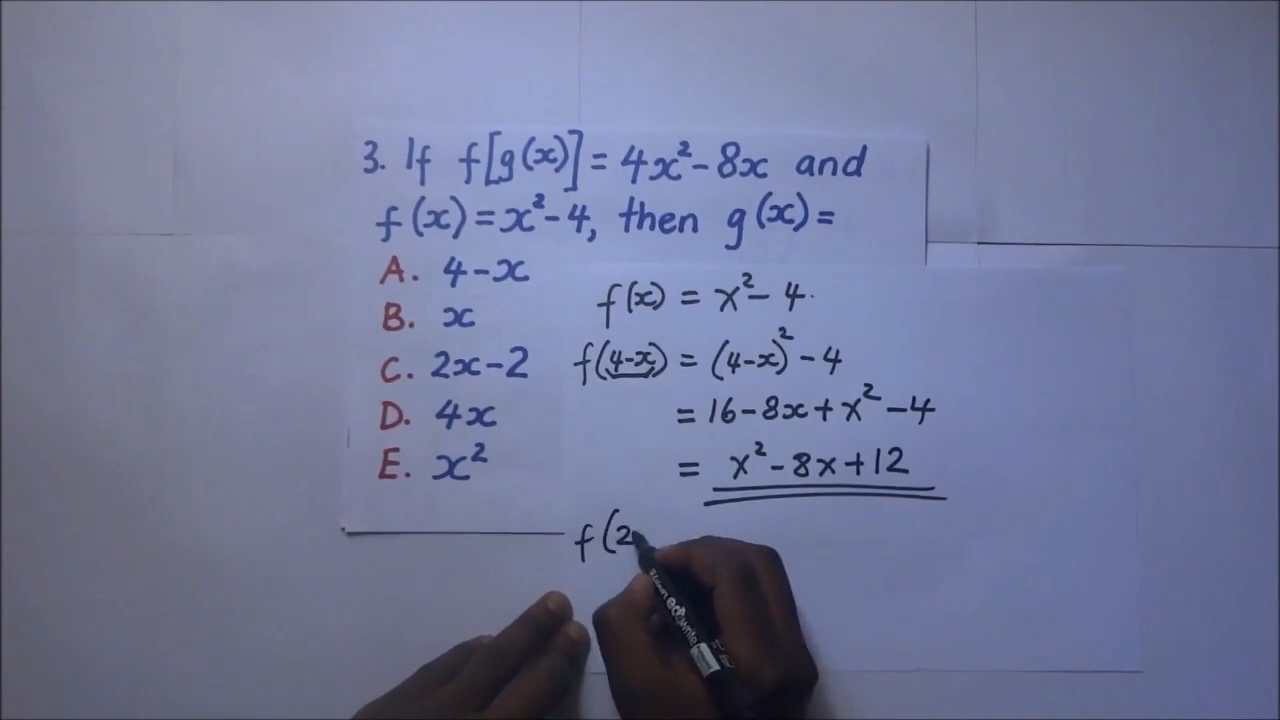 3. If f[g(x)] = 4x² - 8x and
f(x) = x² - 4, then g(x) =
A. 4 - x
B. x
C. 2x - 2
D. 4x
E. x²
f(x) = x² - 4.
f(4-x) = (4-x)² - 4
= 16 - 8x + x² - 4
= x² - 8x + 12
f(2
write